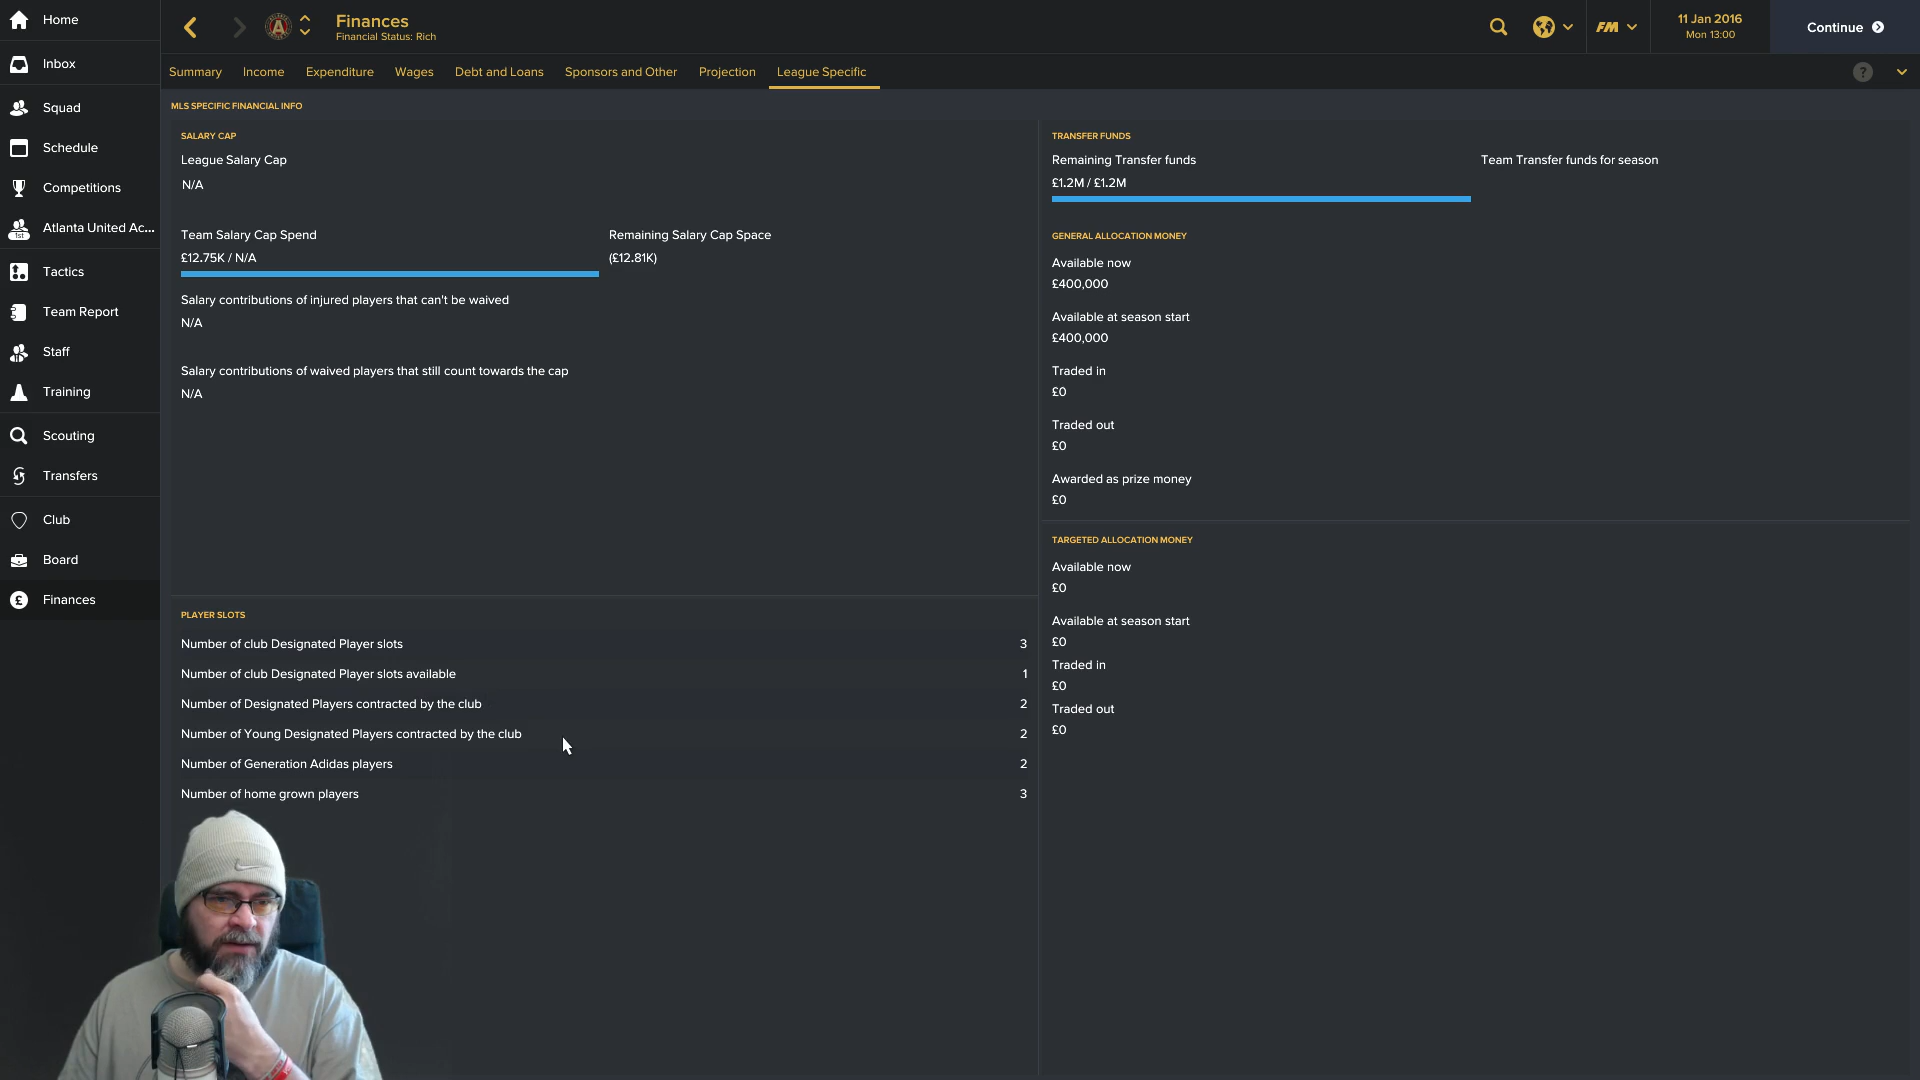 Home
Inbox
Squad
Schedule
Competitions
Atlanta United Ac...
Tactics
Team Report
Staff
Training
Scouting
Transfers
Club
Board
Finances
Finances
Financial Status: Rich
FM
11 Jan 2016
Mon 13:00
Continue
Summary
Income
Expenditure
Wages
Debt and Loans
Sponsors and Other
Projection
League Specific
?
MLS SPECIFIC FINANCIAL INFO
SALARY CAP
League Salary Cap
N/A
Team Salary Cap Spend
£12.75K / N/A
Remaining Salary Cap Space
(£12.81K)
Salary contributions of injured players that can't be waived
N/A
Salary contributions of waived players that still count towards the cap
N/A
PLAYER SLOTS
Number of club Designated Player slots 3
Number of club Designated Player slots available 1
Number of Designated Players contracted by the club 2
Number of Young Designated Players contracted by the club 2
Number of Generation Adidas players 2
Number of home grown players 3
TRANSFER FUNDS
Remaining Transfer funds
£1.2M / £1.2M
Team Transfer funds for season
GENERAL ALLOCATION MONEY
Available now
£400,000
Available at season start
£400,000
Traded in
£0
Traded out
£0
Awarded as prize money
£0
TARGETED ALLOCATION MONEY
Available now
£0
Available at season start
£0
Traded in
£0
Traded out
£0